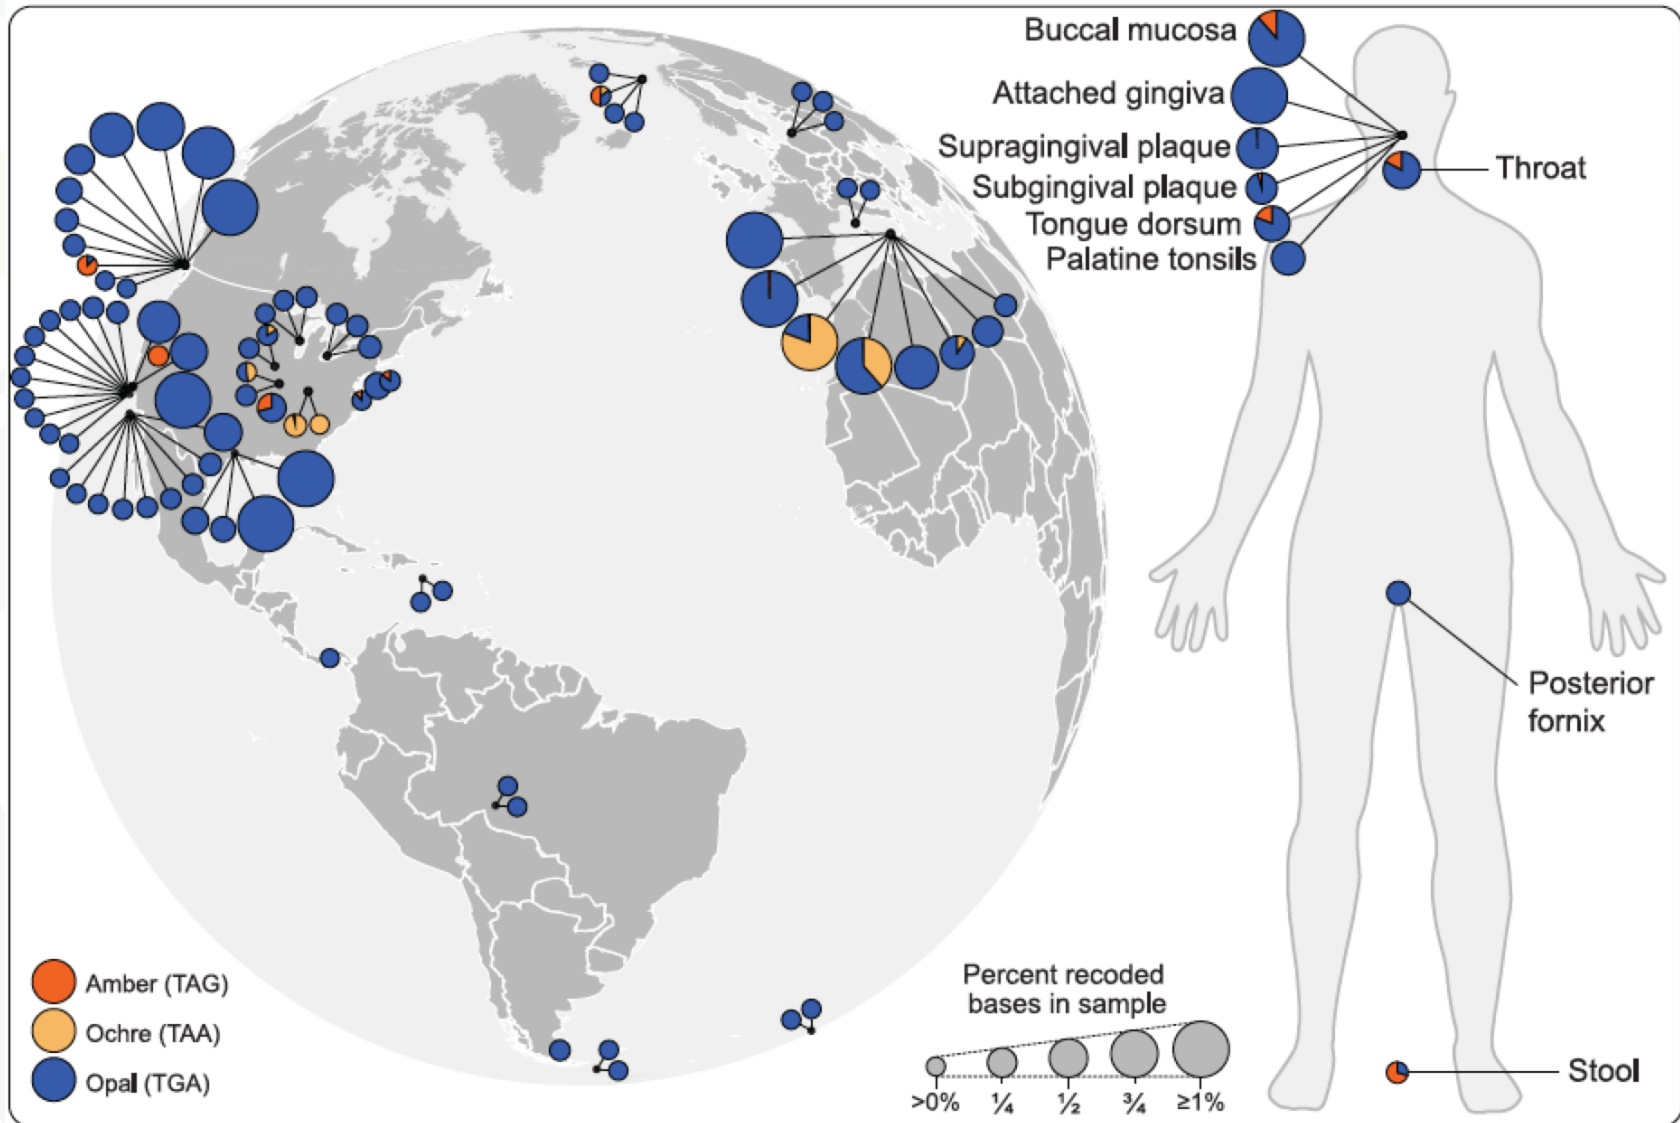 Buccal mucosa
Attached gingiva
Supragingival plaque
Subgingival plaque
Tongue dorsum
Palatine tonsils
Throat
Posterior
fornix
Stool
Amber (TAG)
Ochre (TAA)
Opal (TGA)
Percent recoded
bases in sample
>0% ¼ ½ ¾ ≥1%